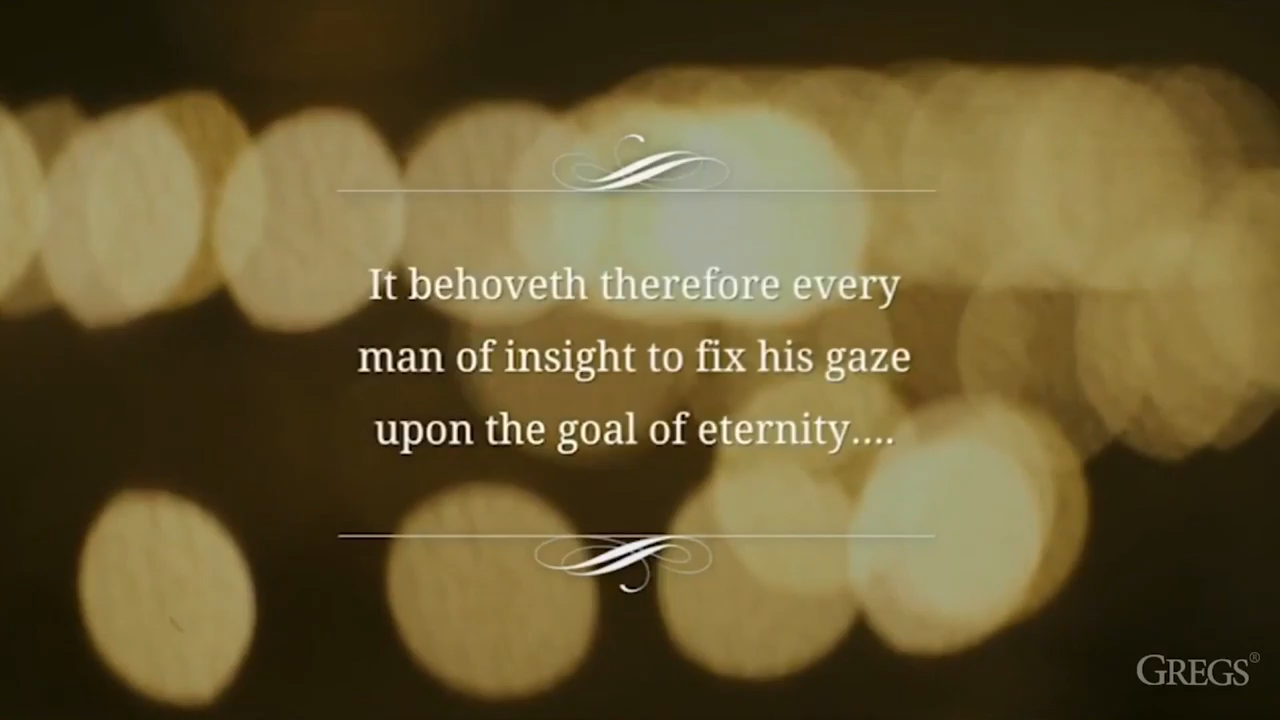 It behoveth therefore every
man of insight to fix his gaze
upon the goal of eternity....
GREGS®